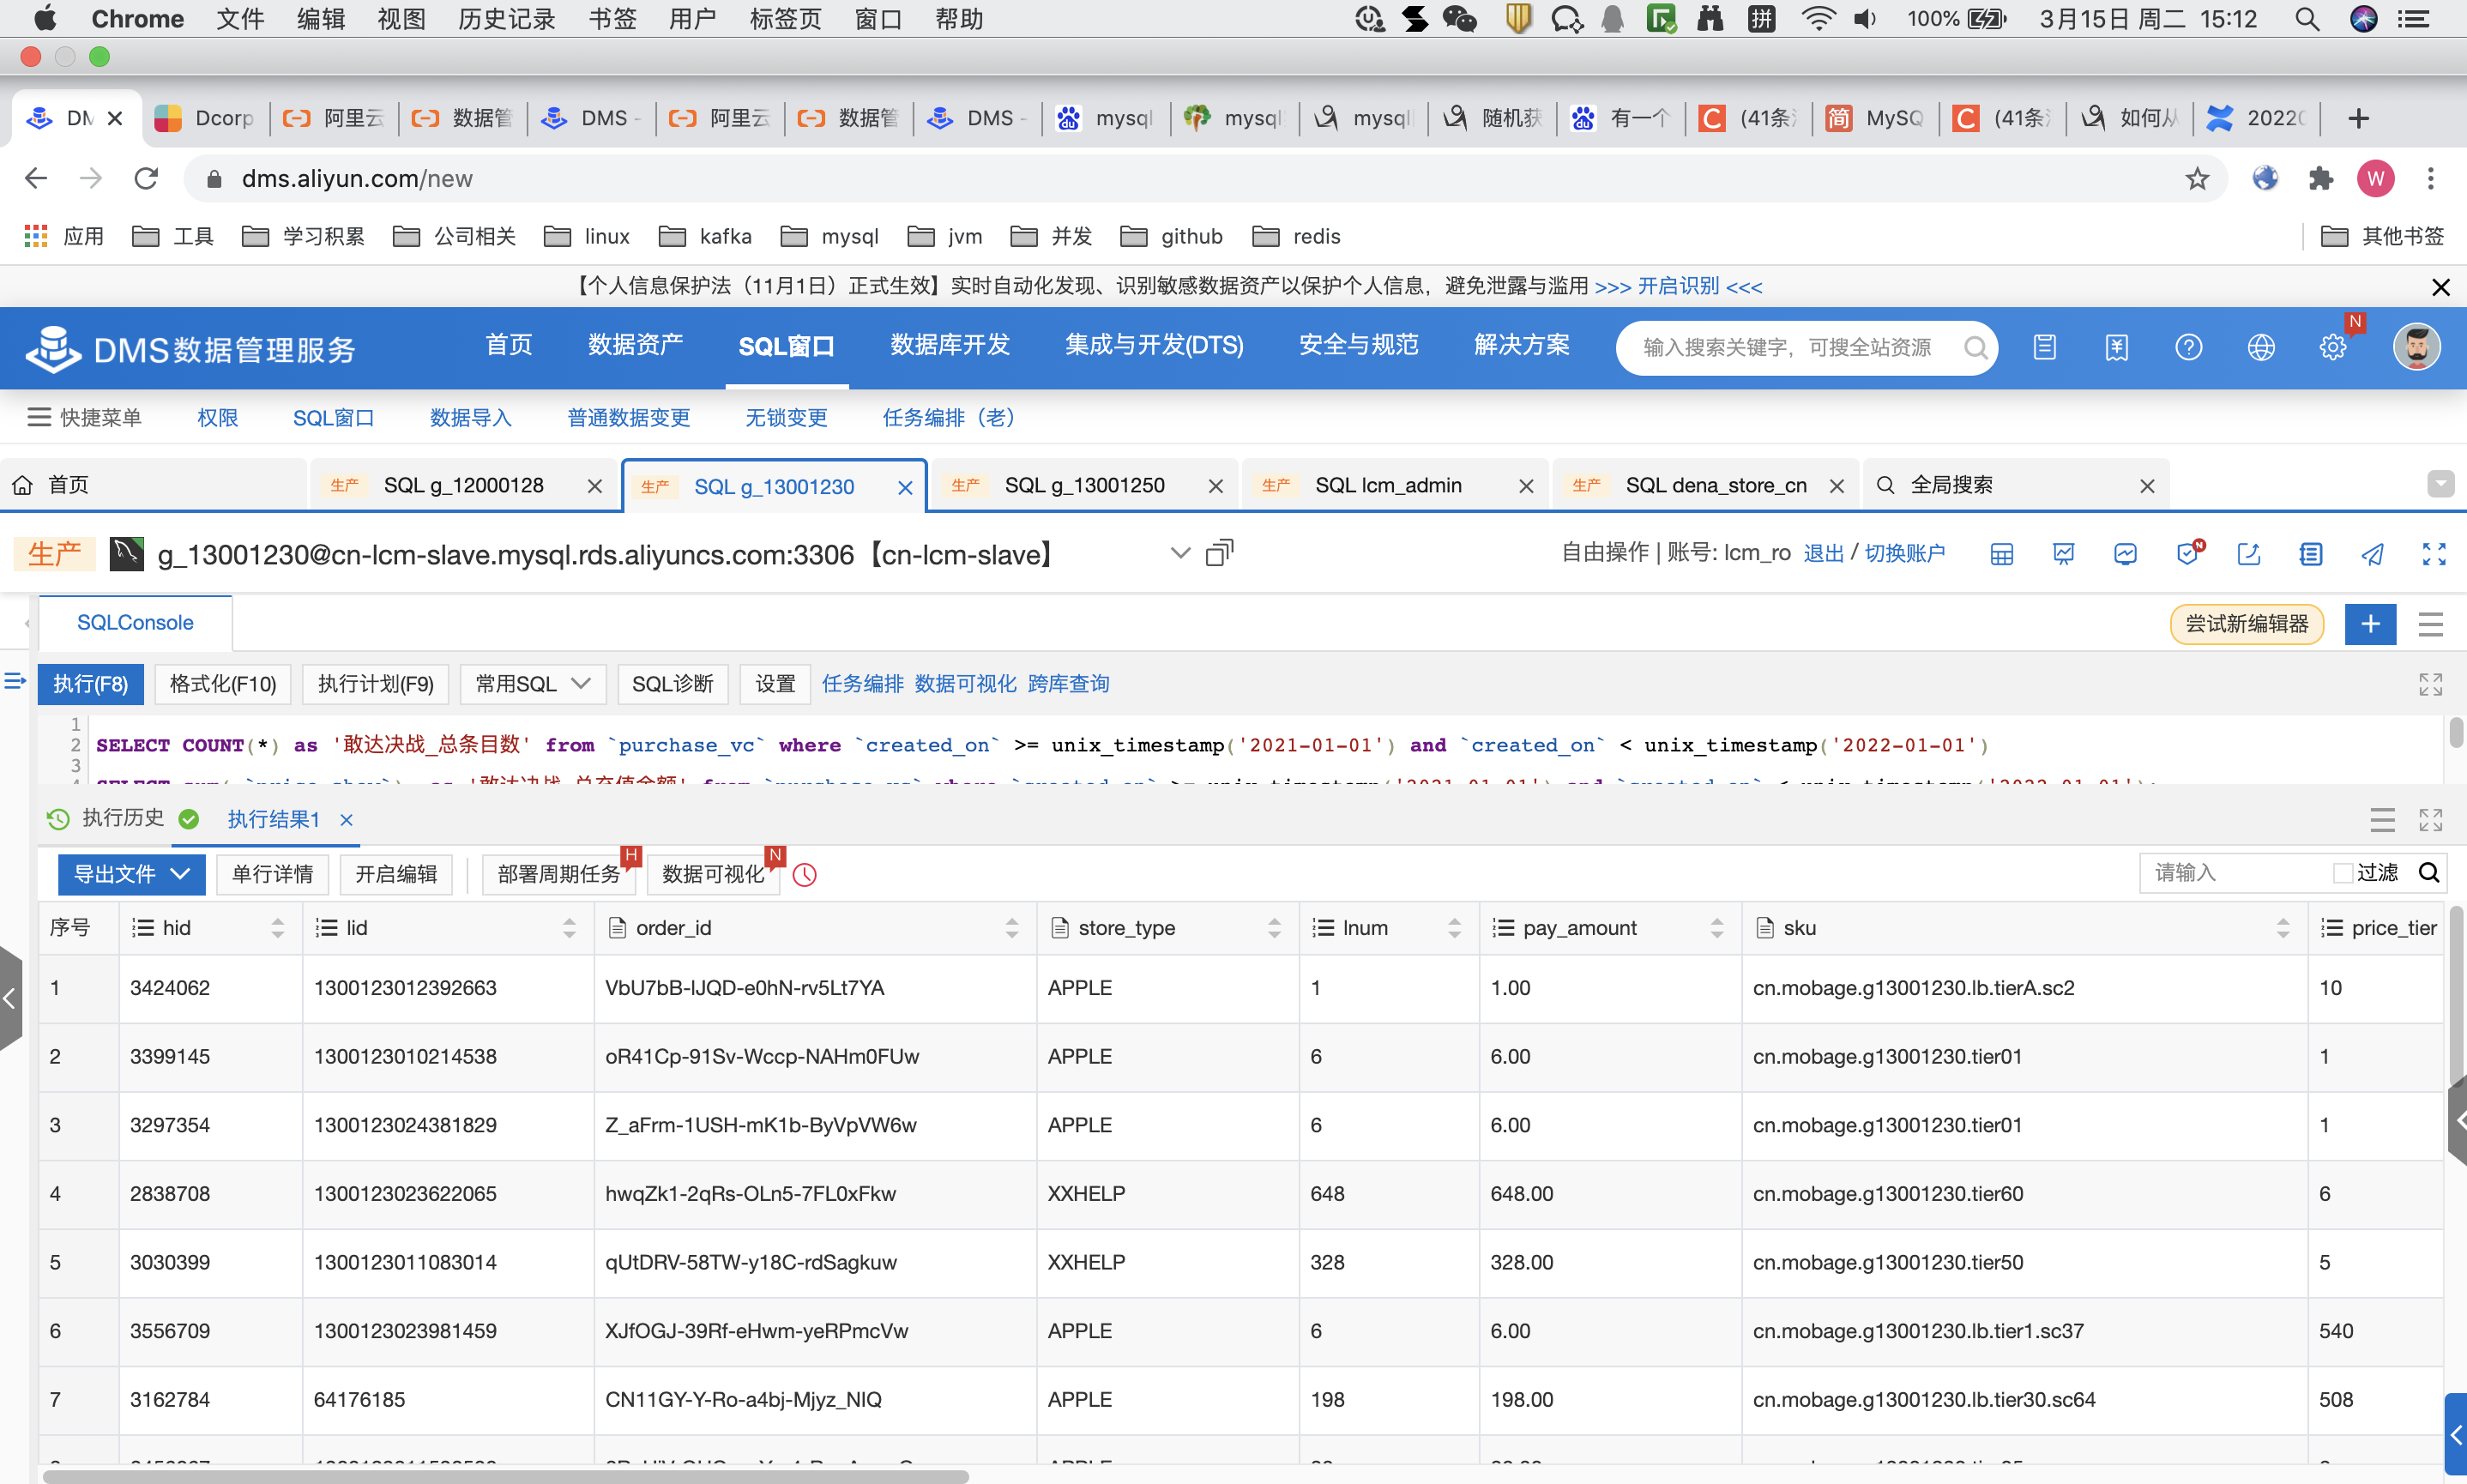 Chrome 文件 编辑 视图 历史记录 书签 用户 标签页 窗口 帮助 拼 100% 3月15日 周二 15:12
DM Dcorp 阿里云 数据管 DMS - 阿里云 数据管 DMS - mysql mysql mysql 随机获 有一个 (41条消 简 MySQ (41条消 如何从 20220
dms.aliyun.com/new W
应用 工具 学习积累 公司相关 linux kafka mysql jvm 并发 github redis 其他书签
【个人信息保护法（11月1日）正式生效】实时自动化发现、识别敏感数据资产以保护个人信息，避免泄露与滥用 >>> 开启识别 <<<
DMS数据管理服务 首页 数据资产 SQL窗口 数据库开发 集成与开发(DTS) 安全与规范 解决方案 输入搜索关键字，可搜全站资源 N
快捷菜单 权限 SQL窗口 数据导入 普通数据变更 无锁变更 任务编排（老）
首页 生产 SQL g_12000128 生产 SQL g_13001230 生产 SQL g_13001250 生产 SQL lcm_admin 生产 SQL dena_store_cn 全局搜索
生产 g_13001230@cn-lcm-slave.mysql.rds.aliyuncs.com:3306【cn-lcm-slave】 自由操作 | 账号: lcm_ro 退出 / 切换账户
SQLConsole 尝试新编辑器
执行(F8) 格式化(F10) 执行计划(F9) 常用SQL SQL诊断 设置 任务编排 数据可视化 跨库查询
1
2 SELECT COUNT(*) as '敢达决战_总条目数' from `purchase_vc` where `created_on` >= unix_timestamp('2021-01-01') and `created_on` < unix_timestamp('2022-01-01')
3
执行历史 执行结果1
导出文件 单行详情 开启编辑 部署周期任务 H 数据可视化 N 请输入 过滤
序号 hid lid order_id store_type lnum pay_amount sku price_tier
1 3424062 1300123012392663 VbU7bB-lJQD-e0hN-rv5Lt7YA APPLE 1 1.00 cn.mobage.g13001230.lb.tierA.sc2 10
2 3399145 1300123010214538 oR41Cp-91Sv-Wccp-NAHm0FUw APPLE 6 6.00 cn.mobage.g13001230.tier01 1
3 3297354 1300123024381829 Z_aFrm-1USH-mK1b-ByVpVW6w APPLE 6 6.00 cn.mobage.g13001230.tier01 1
4 2838708 1300123023622065 hwqZk1-2qRs-OLn5-7FL0xFkw XXHELP 648 648.00 cn.mobage.g13001230.tier60 6
5 3030399 1300123011083014 qUtDRV-58TW-y18C-rdSagkuw XXHELP 328 328.00 cn.mobage.g13001230.tier50 5
6 3556709 1300123023981459 XJfOGJ-39Rf-eHwm-yeRPmcVw APPLE 6 6.00 cn.mobage.g13001230.lb.tier1.sc37 540
7 3162784 64176185 CN11GY-Y-Ro-a4bj-Mjyz_NIQ APPLE 198 198.00 cn.mobage.g13001230.lb.tier30.sc64 508